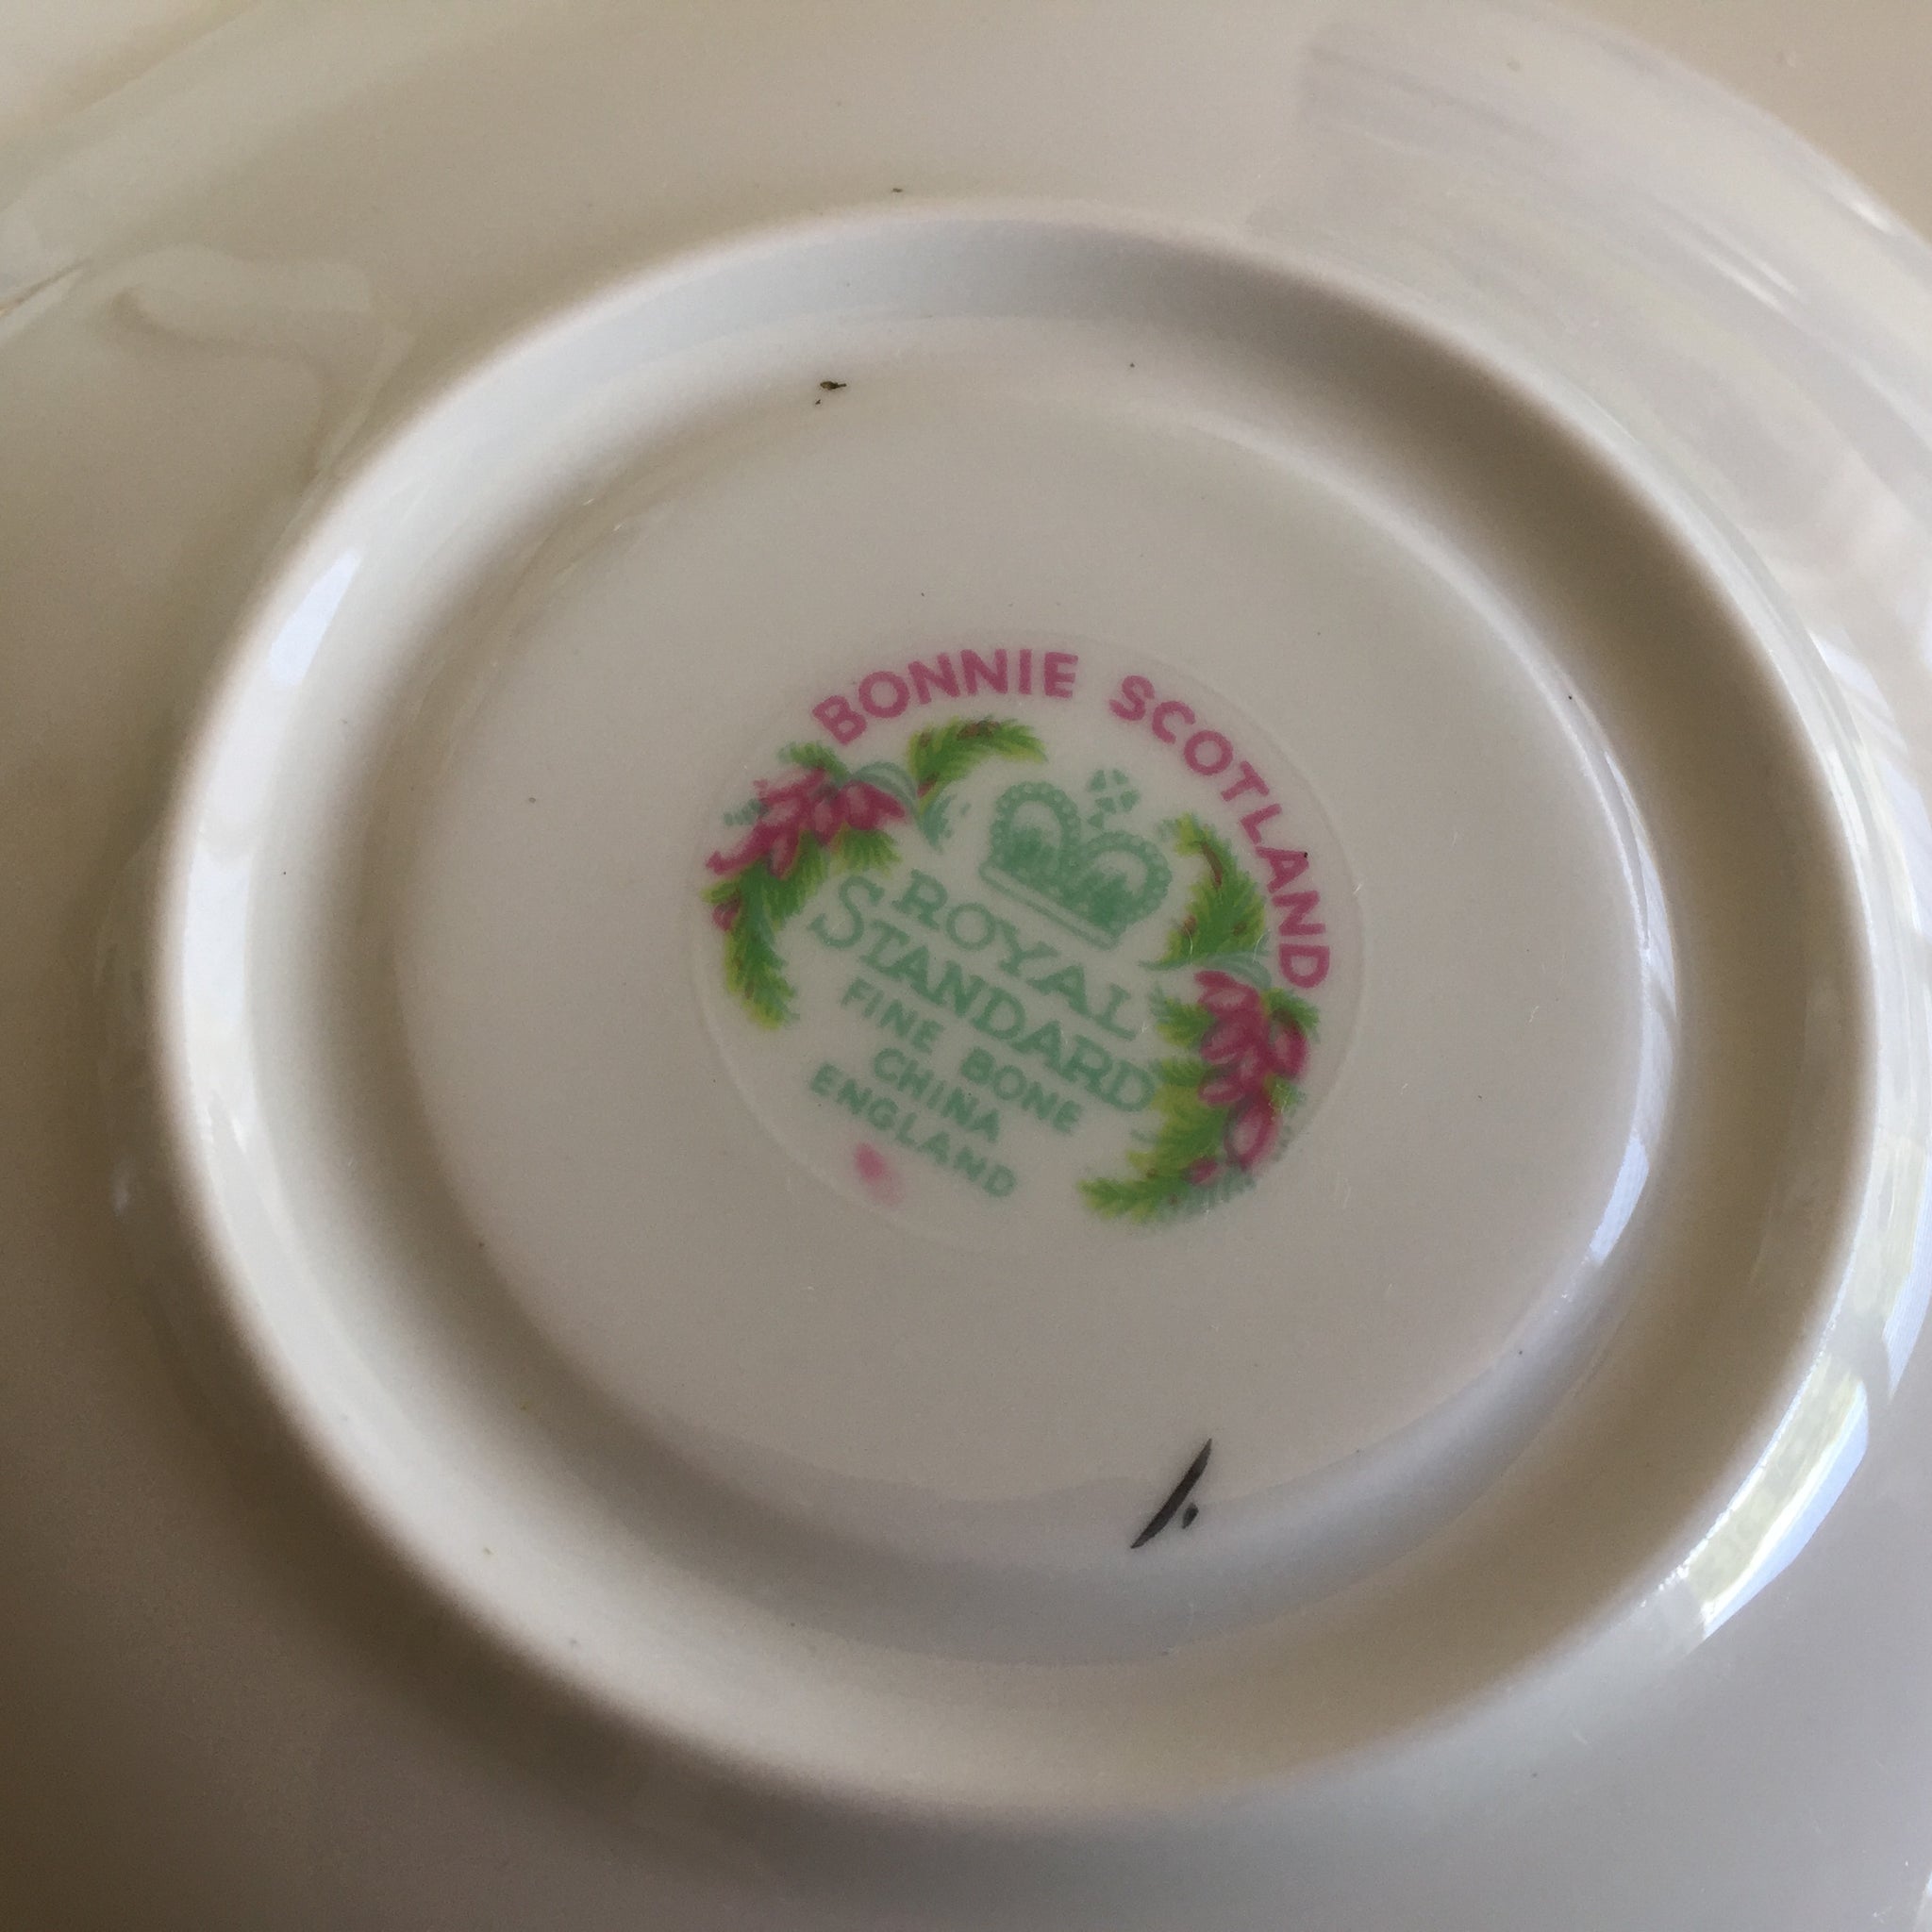 BONNIE SCOTLAND
ROYAL
STANDARD
FINE BONE
CHINA
ENGLAND